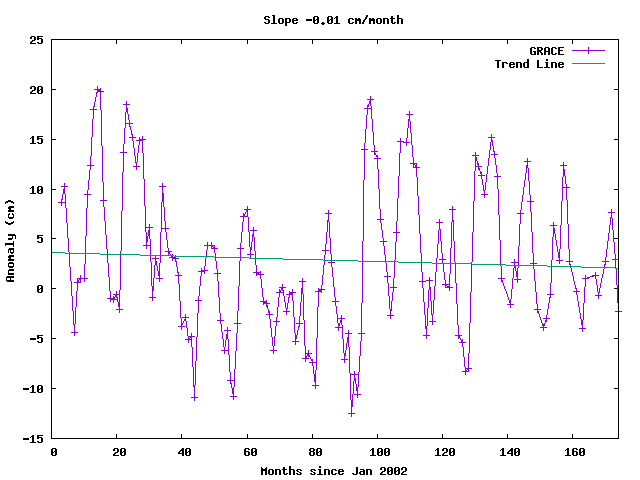 Slope -0.01 cm/month
GRACE
Trend Line
25
20
15
10
5
0
-5
-10
-15
Anomaly (cm)
0 20 40 60 80 100 120 140 160
Months since Jan 2002